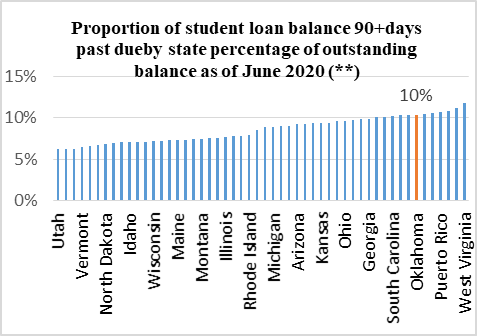 Proportion of student loan balance 90+days
past dueby state percentage of outstanding
balance as of June 2020 (**)
15%
10%
10%
5%
0%
Utah
Vermont
North Dakota
Idaho
Wisconsin
Maine
Montana
Illinois
Rhode Island
Michigan
Arizona
Kansas
Ohio
Georgia
South Carolina
Oklahoma
Puerto Rico
West Virginia